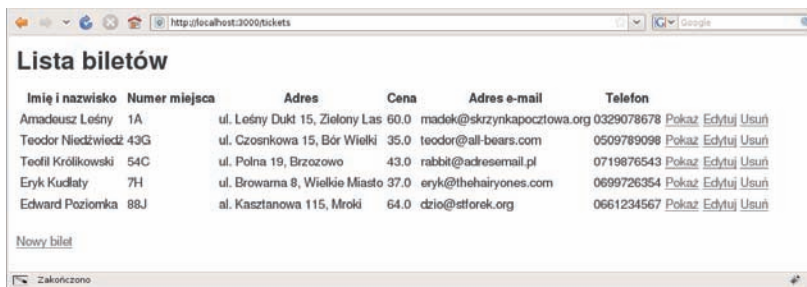 http://localhost:3000/tickets
Google
Lista biletów
Imię i nazwisko Numer miejsca Adres Cena Adres e-mail Telefon
Amadeusz Leśny 1A ul. Leśny Dukt 15, Zielony Las 60.0 madek@skrzynkapocztowa.org 0329078678 Pokaż Edytuj Usuń
Teodor Niedźwiedź 43G ul. Czosnkowa 15, Bór Wielki 35.0 teodor@all-bears.com 0509789098 Pokaż Edytuj Usuń
Teofil Królikowski 54C ul. Polna 19, Brzozowo 43.0 rabbit@adresemail.pl 0719876543 Pokaż Edytuj Usuń
Eryk Kudłaty 7H ul. Browarna 8, Wielkie Miasto 37.0 eryk@thehairyones.com 0699726354 Pokaż Edytuj Usuń
Edward Poziomka 88J al. Kasztanowa 115, Mroki 64.0 dzio@stforek.org 0661234567 Pokaż Edytuj Usuń
Nowy bilet
Zakończono